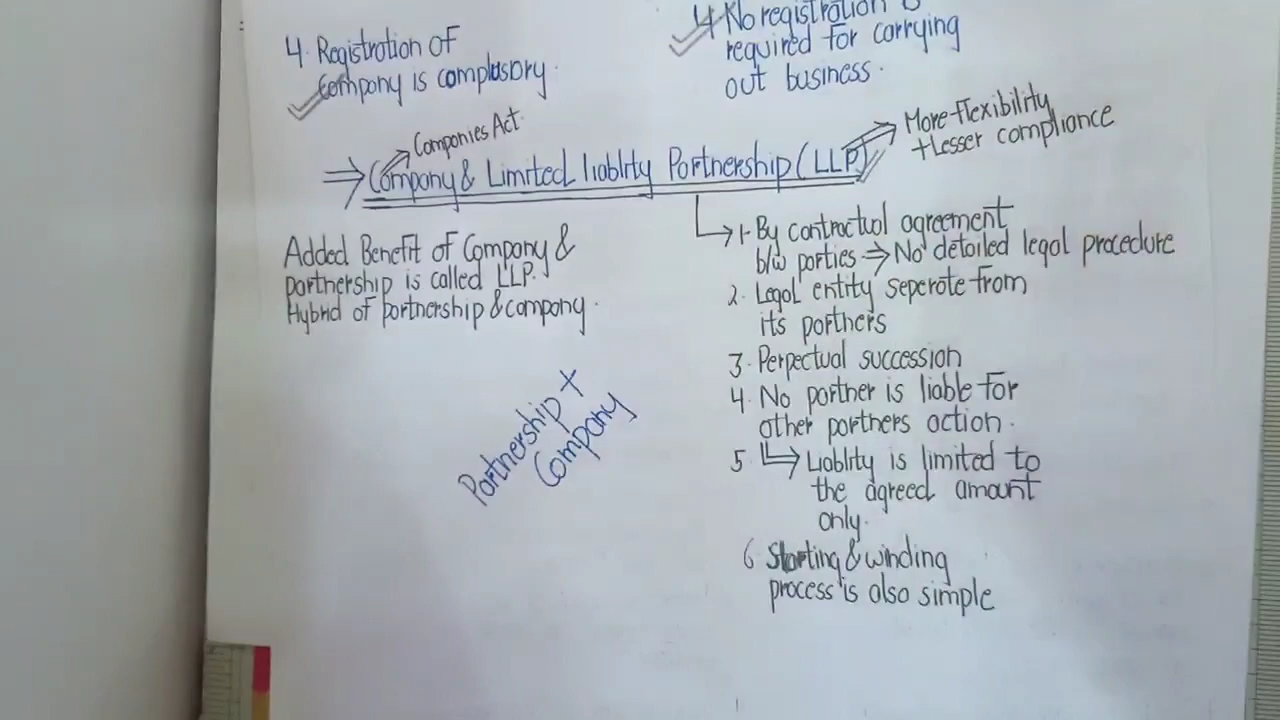 4. Registration of
Company is complusory.
4 No registration is
required for carrying
out business.
Companies Act.
More flexibility
+ Lesser compliance
⇒ Company & Limited liablity Partnership (LLP)
Added Benefit of Company &
partnership is called LLP.
Hybrid of partnership & company.
Partnership +
Company
1. By contractual agreement
b/w parties ⇒ No detailed legal procedure
2. Legal entity seperate from
its partners
3. Perpectual succession
4. No partner is liable for
other partners action.
5 → Liablity is limited to
the agreed amount
only.
6 Starting & winding
process is also simple